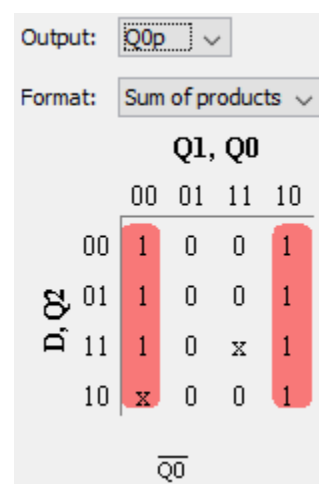 Output: Q0p
Format: Sum of products
Q1, Q0
00 01 11 10
D, Q2
00 1 0 0 1
01 1 0 0 1
11 1 0 x 1
10 x 0 0 1
Q̅0̅